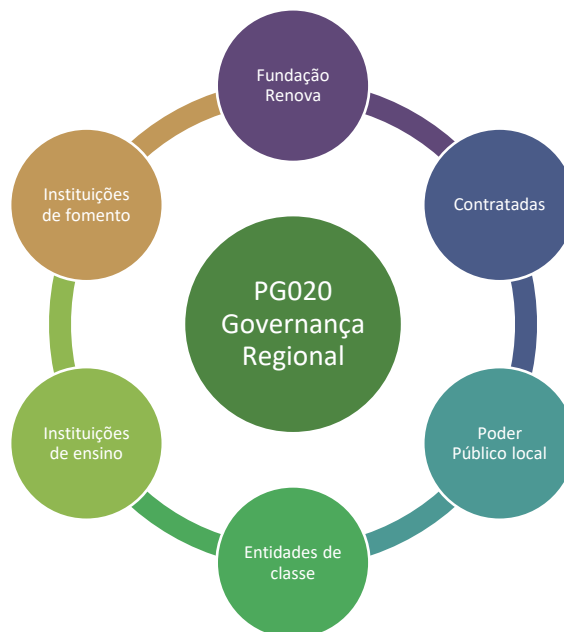 Fundação
Renova
Instituições
de fomento
Contratadas
PG020
Governança
Regional
Instituições
de ensino
Poder
Público local
Entidades de
classe